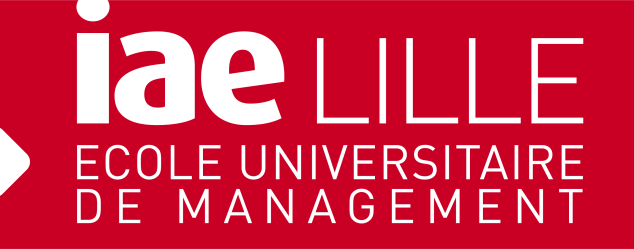 iae LILLE
ECOLE UNIVERSITAIRE
DE MANAGEMENT